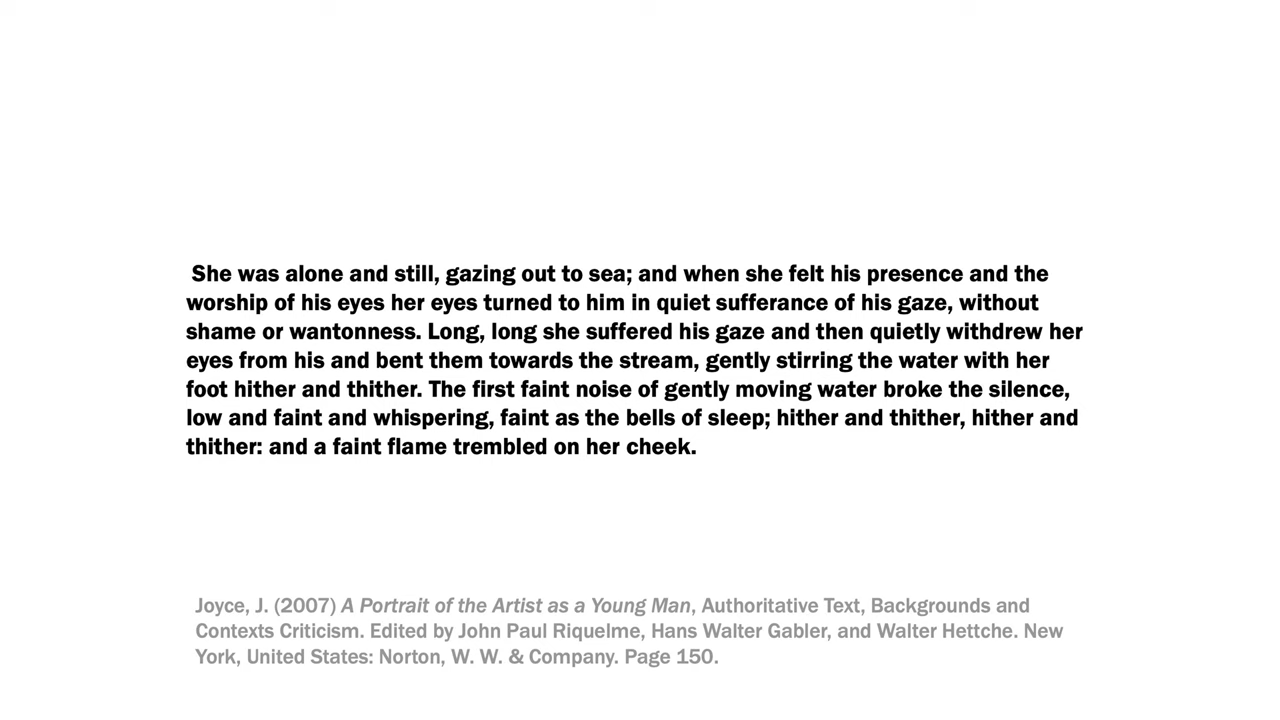 She was alone and still, gazing out to sea; and when she felt his presence and the
worship of his eyes her eyes turned to him in quiet sufferance of his gaze, without
shame or wantonness. Long, long she suffered his gaze and then quietly withdrew her
eyes from his and bent them towards the stream, gently stirring the water with her
foot hither and thither. The first faint noise of gently moving water broke the silence,
low and faint and whispering, faint as the bells of sleep; hither and thither, hither and
thither: and a faint flame trembled on her cheek.
Joyce, J. (2007) A Portrait of the Artist as a Young Man, Authoritative Text, Backgrounds and
Contexts Criticism. Edited by John Paul Riquelme, Hans Walter Gabler, and Walter Hettche. New
York, United States: Norton, W. W. & Company. Page 150.